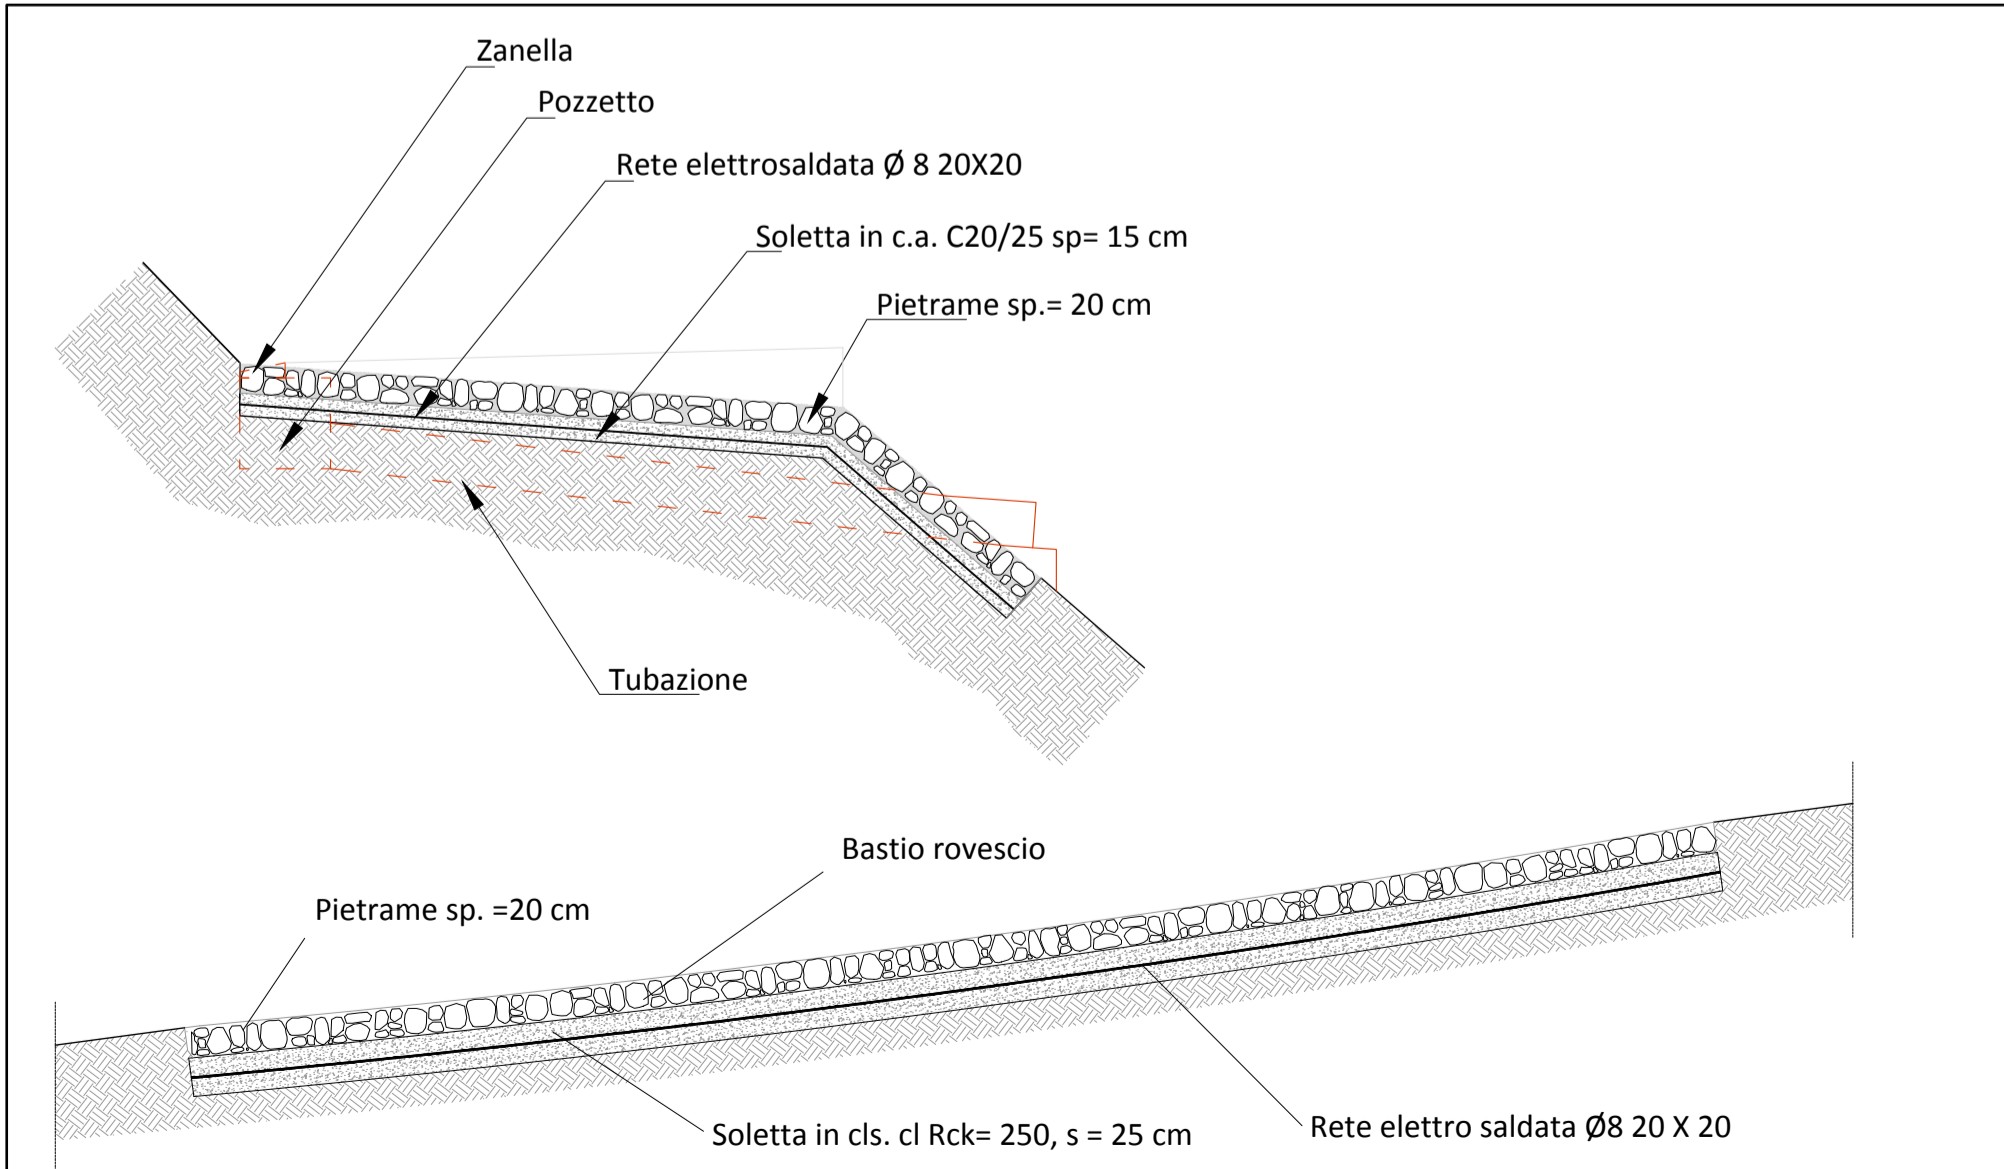 Zanella
Pozzetto
Rete elettrosaldata Ø 8 20X20
Soletta in c.a. C20/25 sp= 15 cm
Pietrame sp.= 20 cm
Tubazione
Bastio rovescio
Pietrame sp. =20 cm
Soletta in cls. cl Rck= 250, s = 25 cm
Rete elettro saldata Ø8 20 X 20